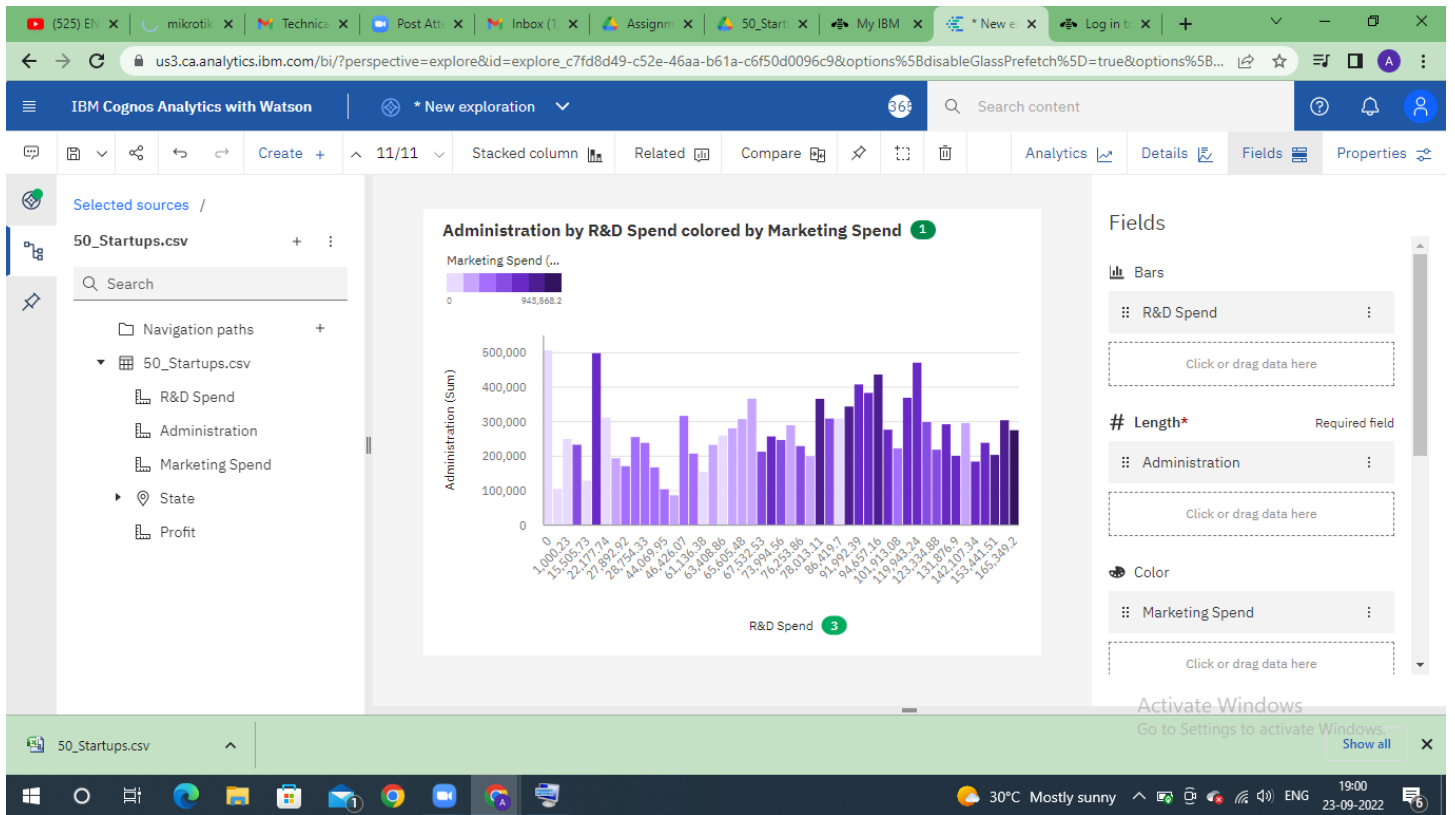 (525) EN
mikrotik
Technica
Post Atte
Inbox (1,
Assignm
50_Start
My IBM
* New e
Log in to
us3.ca.analytics.ibm.com/bi/?perspective=explore&id=explore_c7fd8d49-c52e-46aa-b61a-c6f50d0096c9&options%5BdisableGlassPrefetch%5D=true&options%5B...
A
IBM Cognos Analytics with Watson
* New exploration
365
Search content
Create +
11/11
Stacked column
Related
Compare
Analytics
Details
Fields
Properties
Selected sources /
50_Startups.csv
Search
Navigation paths
50_Startups.csv
R&D Spend
Administration
Marketing Spend
State
Profit
Administration by R&D Spend colored by Marketing Spend 1
Marketing Spend (...
0 943,568.2
Administration (Sum)
500,000
400,000
300,000
200,000
100,000
0
0 1,000.23 15,505.73 22,177.74 27,892.92 28,754.33 44,069.95 46,426.07 61,136.38 63,408.86 65,605.48 67,532.53 73,994.56 76,253.86 78,013.11 86,419.7 91,992.39 94,657.16 101,913.08 119,943.24 123,334.88 131,876.9 142,107.34 153,441.51 165,349.2
R&D Spend 3
Fields
Bars
R&D Spend
Click or drag data here
# Length* Required field
Administration
Click or drag data here
Color
Marketing Spend
Click or drag data here
Activate Windows
Go to Settings to activate Windows.
50_Startups.csv
Show all
1
A
30°C Mostly sunny
ENG
19:00
23-09-2022
6